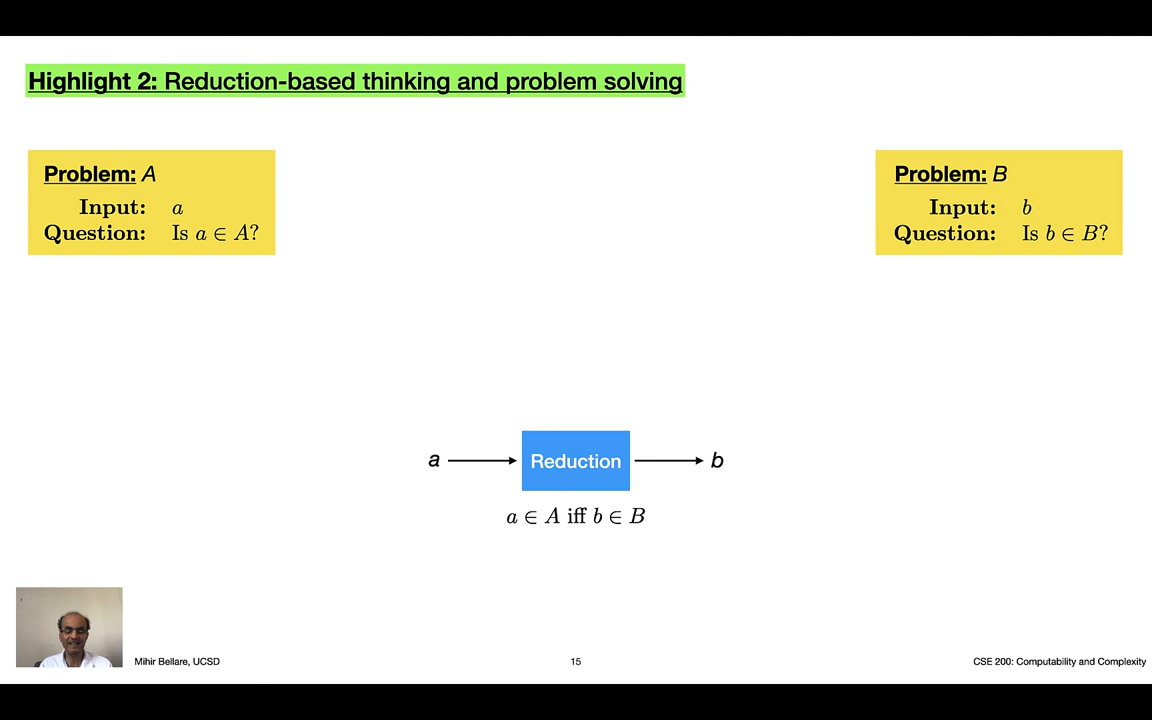 Highlight 2: Reduction-based thinking and problem solving
Problem: A
Input: a
Question: Is a ∈ A?
Problem: B
Input: b
Question: Is b ∈ B?
a
Reduction
b
a ∈ A iff b ∈ B
Mihir Bellare, UCSD
15
CSE 200: Computability and Complexity